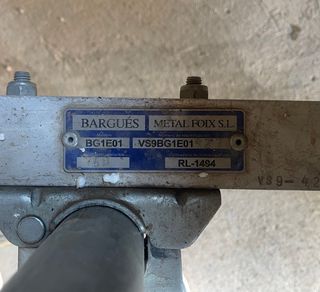 BARGUÉS METAL FOIX S.L.
BG1E01 VS9BG1E01
RL-1494